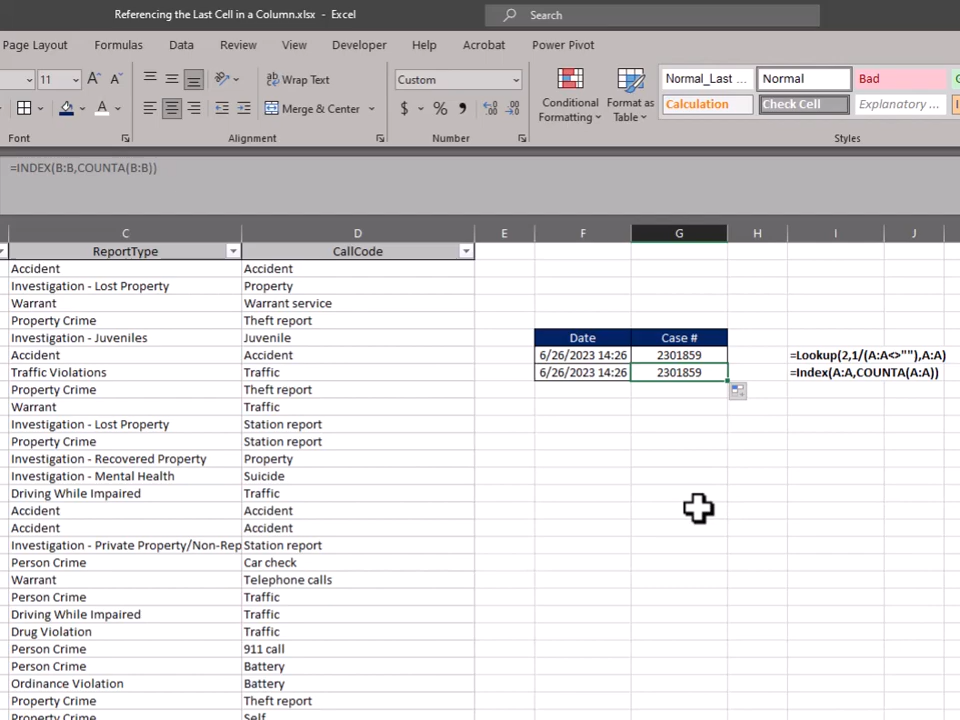 Referencing the Last Cell in a Column.xlsx - Excel
Search
Page Layout Formulas Data Review View Developer Help Acrobat Power Pivot
11 A A Wrap Text Custom Normal_Last ... Normal Bad
B A Merge & Center $ % , Conditional Formatting Format as Table Calculation Check Cell Explanatory ...
Font Alignment Number Styles
=INDEX(B:B,COUNTA(B:B))
C D E F G H I J
ReportType CallCode
Accident Accident
Investigation - Lost Property Property
Warrant Warrant service
Property Crime Theft report
Investigation - Juveniles Juvenile Date Case #
Accident Accident 6/26/2023 14:26 2301859 =Lookup(2,1/(A:A<>""),A:A)
Traffic Violations Traffic 6/26/2023 14:26 2301859 =Index(A:A,COUNTA(A:A))
Property Crime Theft report
Warrant Traffic
Investigation - Lost Property Station report
Property Crime Station report
Investigation - Recovered Property Property
Investigation - Mental Health Suicide
Driving While Impaired Traffic
Accident Accident
Accident Accident
Investigation - Private Property/Non-Rep Station report
Person Crime Car check
Warrant Telephone calls
Person Crime Traffic
Driving While Impaired Traffic
Drug Violation Traffic
Person Crime 911 call
Person Crime Battery
Ordinance Violation Battery
Property Crime Theft report
Property Crime Self